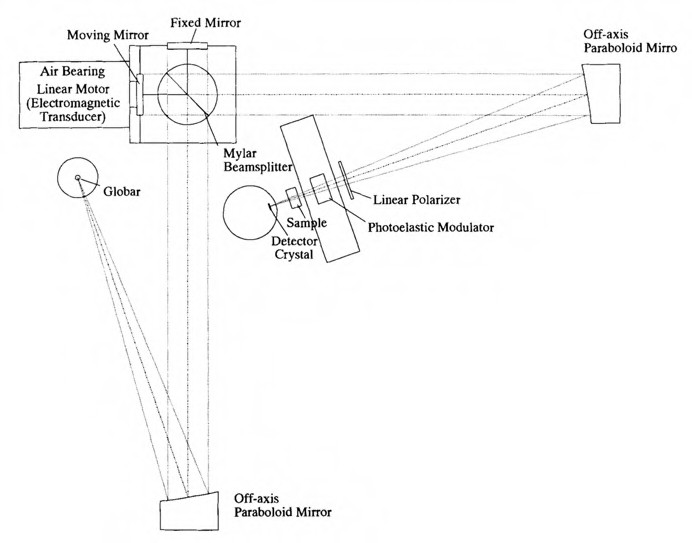 Fixed Mirror
Moving Mirror
Off-axis
Paraboloid Mirro
Air Bearing
Linear Motor
(Electromagnetic
Transducer)
Mylar
Beamsplitter
Globar
Linear Polarizer
Sample
Photoelastic Modulator
Detector
Crystal
Off-axis
Paraboloid Mirror